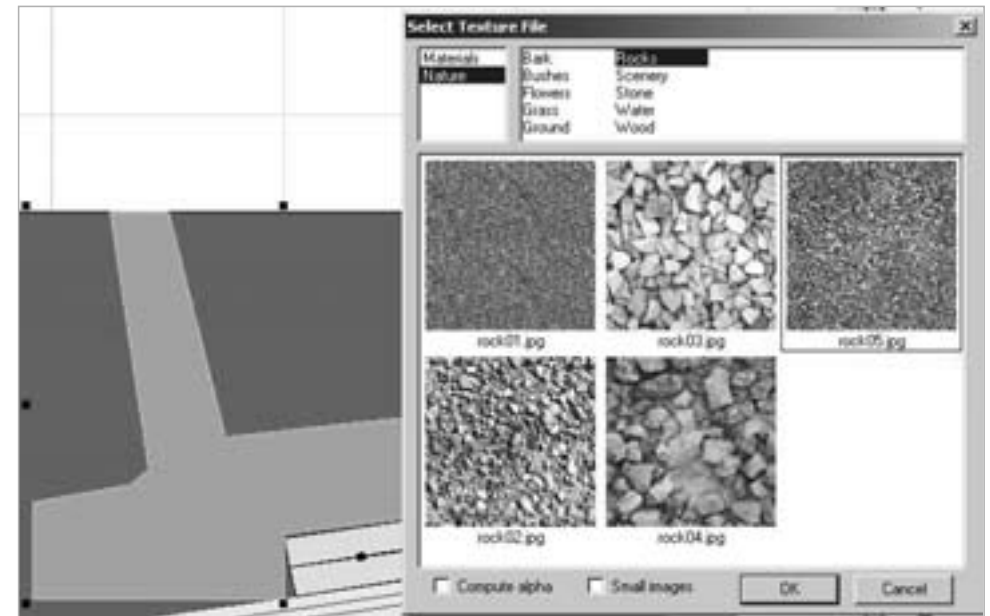 Select Texture File
Materials
Nature
Bark
Bushes
Flowers
Grass
Ground
Rocks
Scenery
Stone
Water
Wood
rock01.jpg
rock03.jpg
rock05.jpg
rock02.jpg
rock04.jpg
Compute alpha
Small images
OK
Cancel